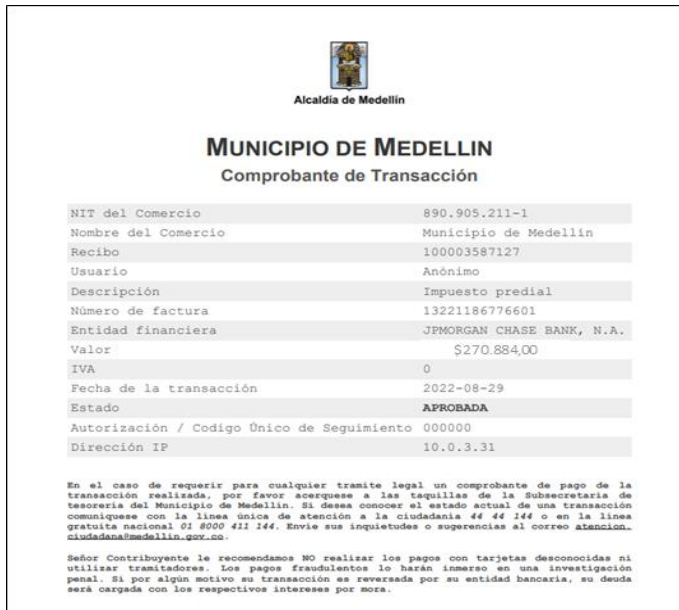 Alcaldía de Medellín
MUNICIPIO DE MEDELLIN
Comprobante de Transacción
NIT del Comercio 890.905.211-1
Nombre del Comercio Municipio de Medellín
Recibo 100003587127
Usuario Anónimo
Descripción Impuesto predial
Número de factura 13221186776601
Entidad financiera JPMORGAN CHASE BANK, N.A.
Valor $270.884,00
IVA 0
Fecha de la transacción 2022-08-29
Estado APROBADA
Autorización / Codigo Único de Seguimiento 000000
Dirección IP 10.0.3.31
En el caso de requerir para cualquier tramite legal un comprobante de pago de la
transacción realizada, por favor acerquese a las taquillas de la Subsecretaria de
tesorería del Municipio de Medellín. Si desea conocer el estado actual de una transacción
comuniquese con la linea única de atención a la ciudadania 44 44 144 o en la linea
gratuita nacional 01 8000 411 144. Envie sus inquietudes o sugerencias al correo atencion.
ciudadana@medellin.gov.co.
Señor Contribuyente le recomendamos NO realizar los pagos con tarjetas desconocidas ni
utilizar tramitadores. Los pagos fraudulentos lo harán inmerso en una investigación
penal. Si por algún motivo su transacción es reversada por su entidad bancaria, su deuda
será cargada con los respectivos intereses por mora.